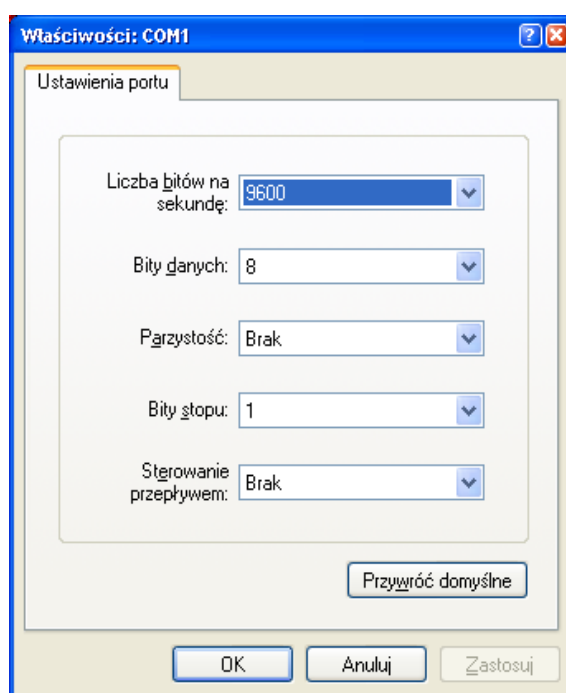 Właściwości: COM1
Ustawienia portu
Liczba bitów na
sekundę:
9600
Bity danych: 8
Parzystość: Brak
Bity stopu: 1
Sterowanie
przepływem:
Brak
Przywróć domyślne
OK Anuluj Zastosuj